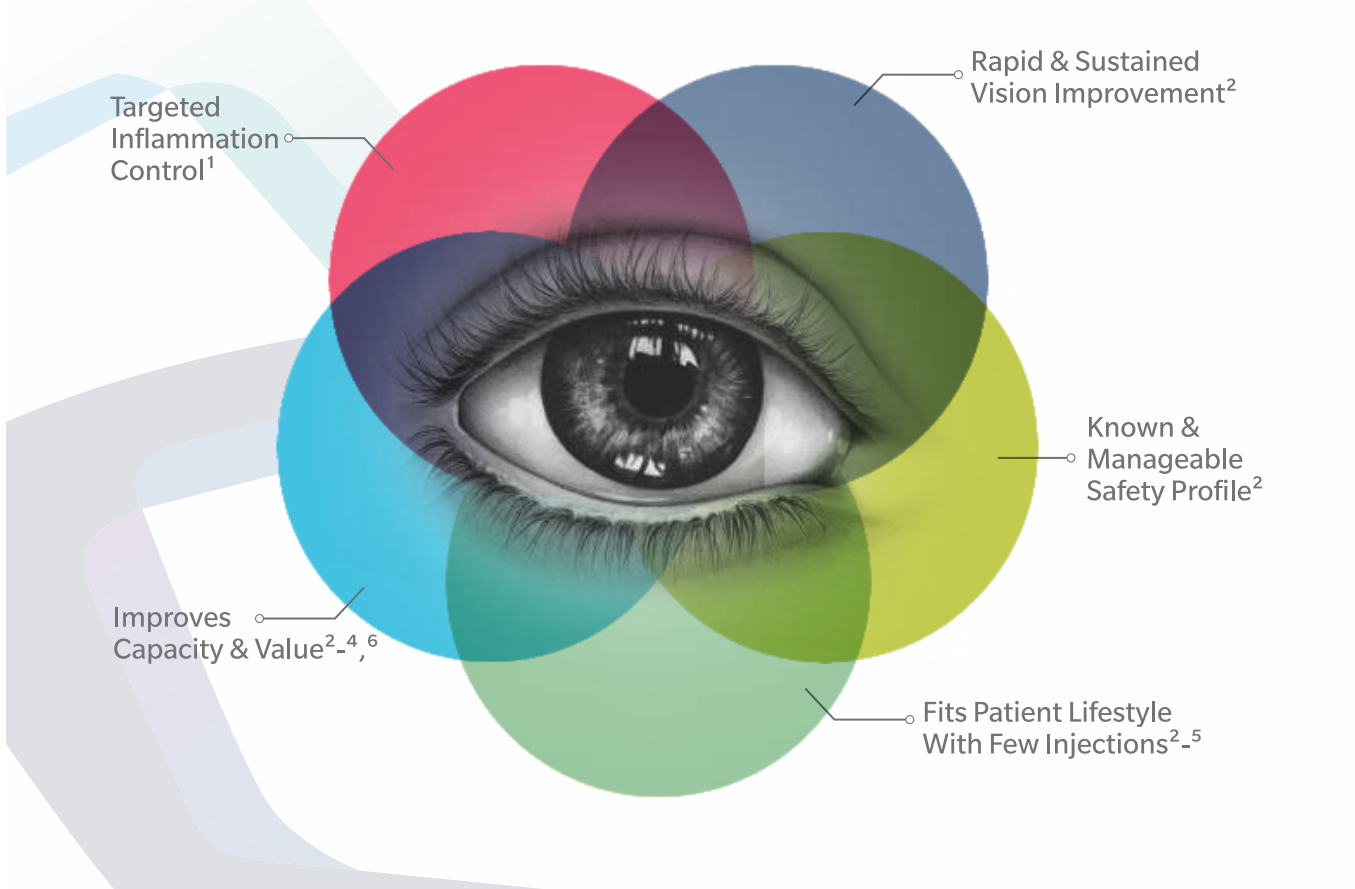 Targeted
Inflammation
Control¹
Rapid & Sustained
Vision Improvement²
Known &
Manageable
Safety Profile²
Improves
Capacity & Value²-⁴,⁶
Fits Patient Lifestyle
With Few Injections²-⁵